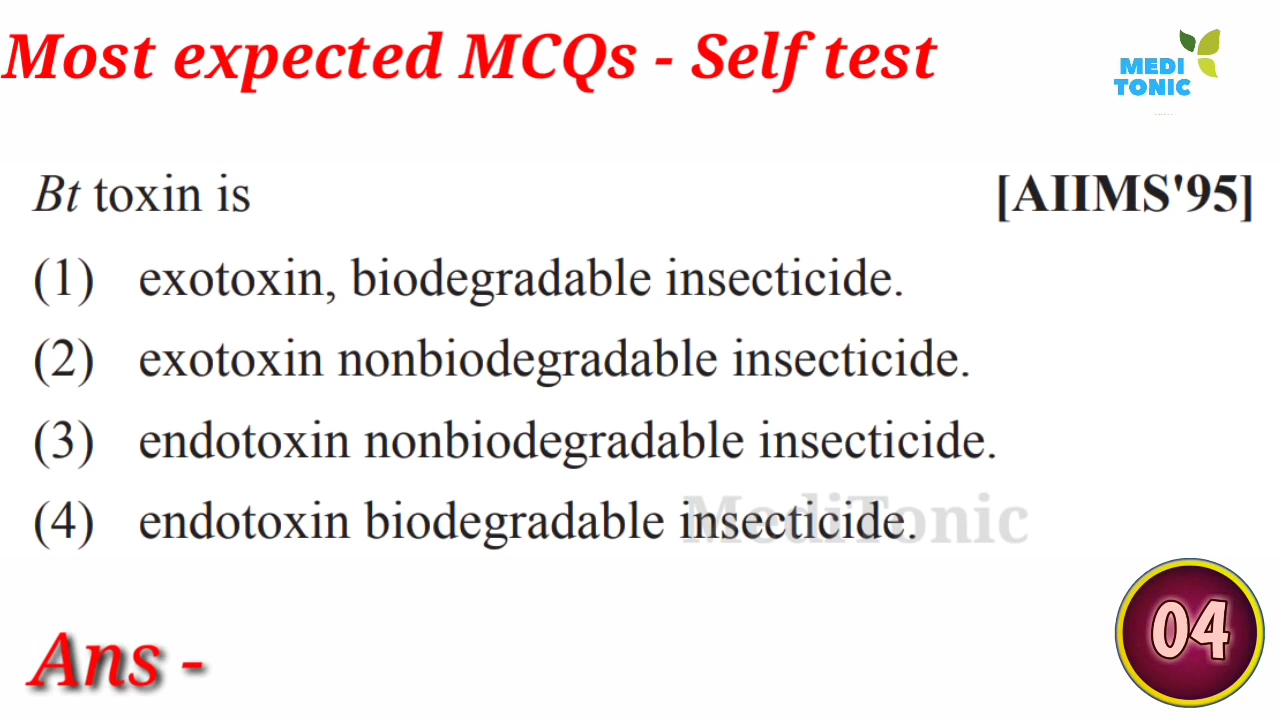 Most expected MCQs - Self test
MEDI
TONIC
Bt toxin is [AIIMS'95]
(1) exotoxin, biodegradable insecticide.
(2) exotoxin nonbiodegradable insecticide.
(3) endotoxin nonbiodegradable insecticide.
(4) endotoxin biodegradable insecticide.
MediTonic
Ans -
04